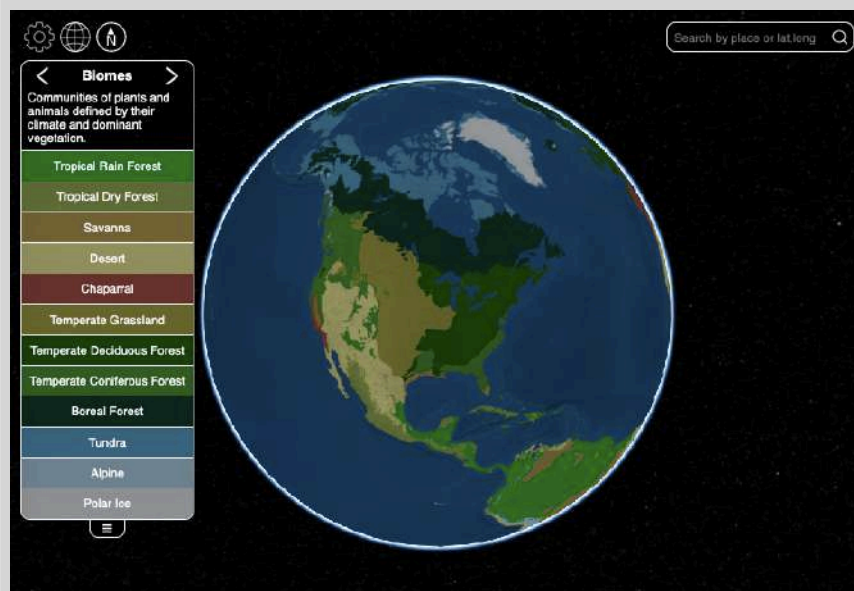 N
Search by place or lat,long
Biomes
Communities of plants and
animals defined by their
climate and dominant
vegetation.
Tropical Rain Forest
Tropical Dry Forest
Savanna
Desert
Chaparral
Temperate Grassland
Temperate Deciduous Forest
Temperate Coniferous Forest
Boreal Forest
Tundra
Alpine
Polar Ice